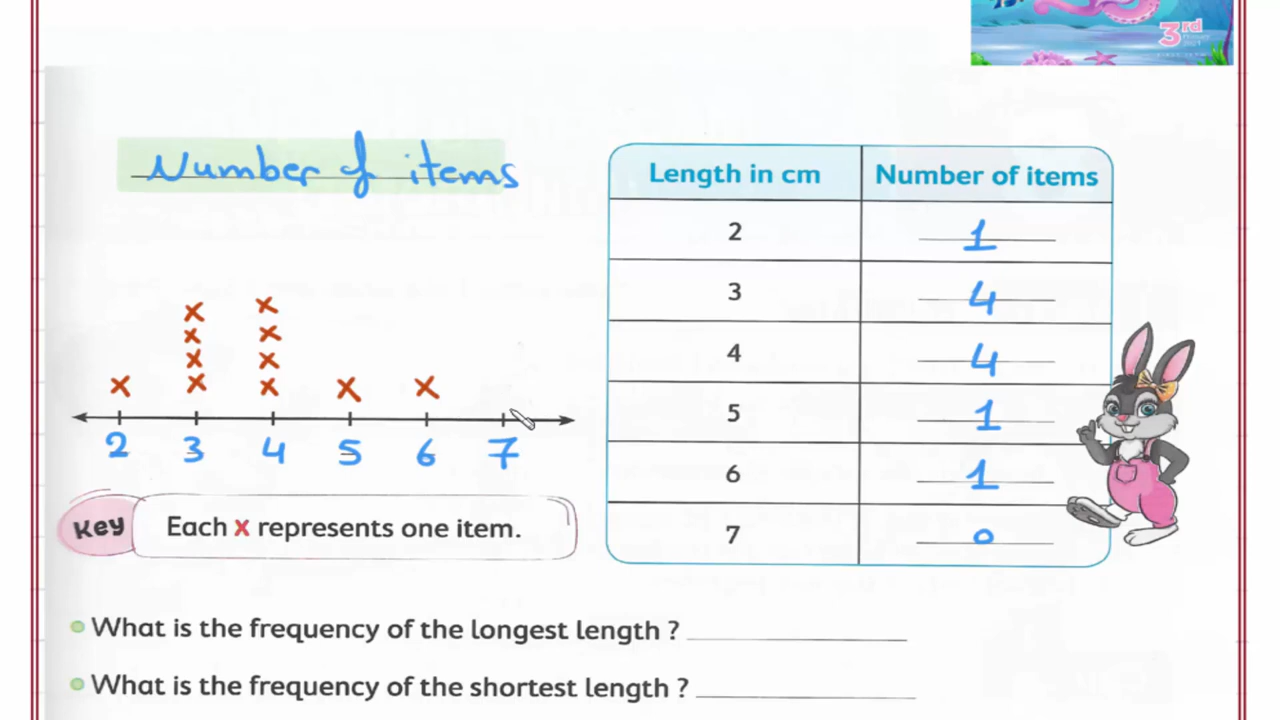 3rd
Number of items
Length in cm Number of items
2 1
3 4
4 4
5 1
6 1
7 0
x x
x x
x x
x x x x x
2 3 4 5 6 7
Key Each x represents one item.
What is the frequency of the longest length ?
What is the frequency of the shortest length ?